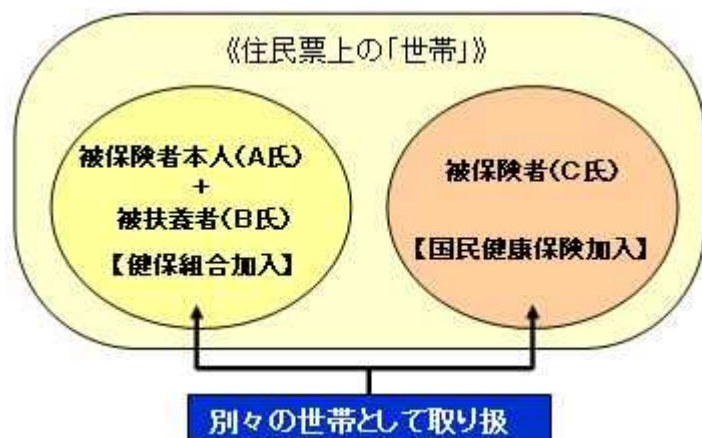 《住民票上の「世帯」》
被保険者本人(A氏)
+
被扶養者(B氏)
【健保組合加入】
被保険者(C氏)
【国民健康保険加入】
別々の世帯として取り扱